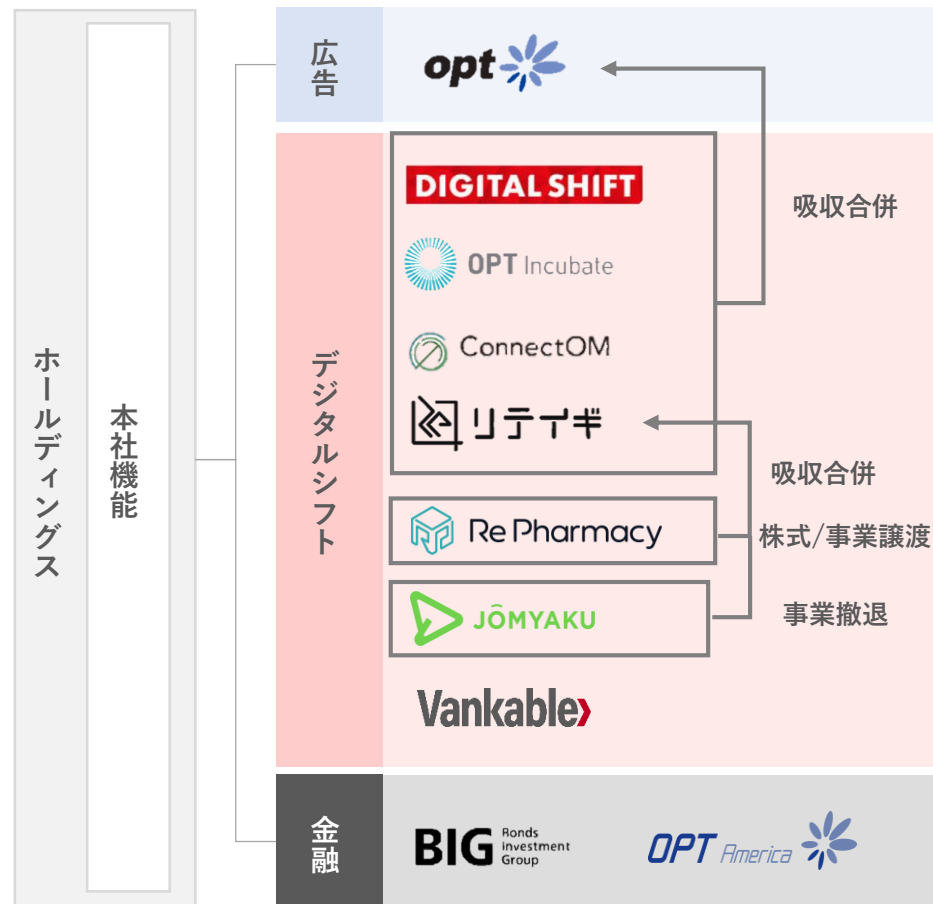 ホールディングス
本社機能
広告
opt
デジタルシフト
DIGITAL SHIFT
OPT Incubate
ConnectOM
リテイギ
吸収合併
吸収合併
Re Pharmacy
株式/事業譲渡
JŌMYAKU
事業撤退
Vankable
金融
BIG
Bonds
Investment
Group
OPT America